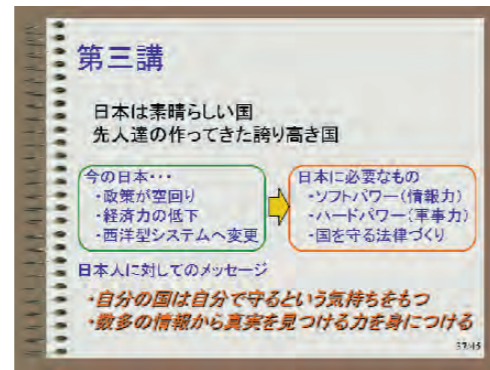 第三講
日本は素晴らしい国
先人達の作ってきた誇り高き国
今の日本・・・
・政策が空回り
・経済力の低下
・西洋型システムへ変更
日本に必要なもの
・ソフトパワー(情報力)
・ハードパワー(軍事力)
・国を守る法律づくり
日本人に対してのメッセージ
・自分の国は自分で守るという気持ちをもつ
・数多の情報から真実を見つける力を身につける
37/45